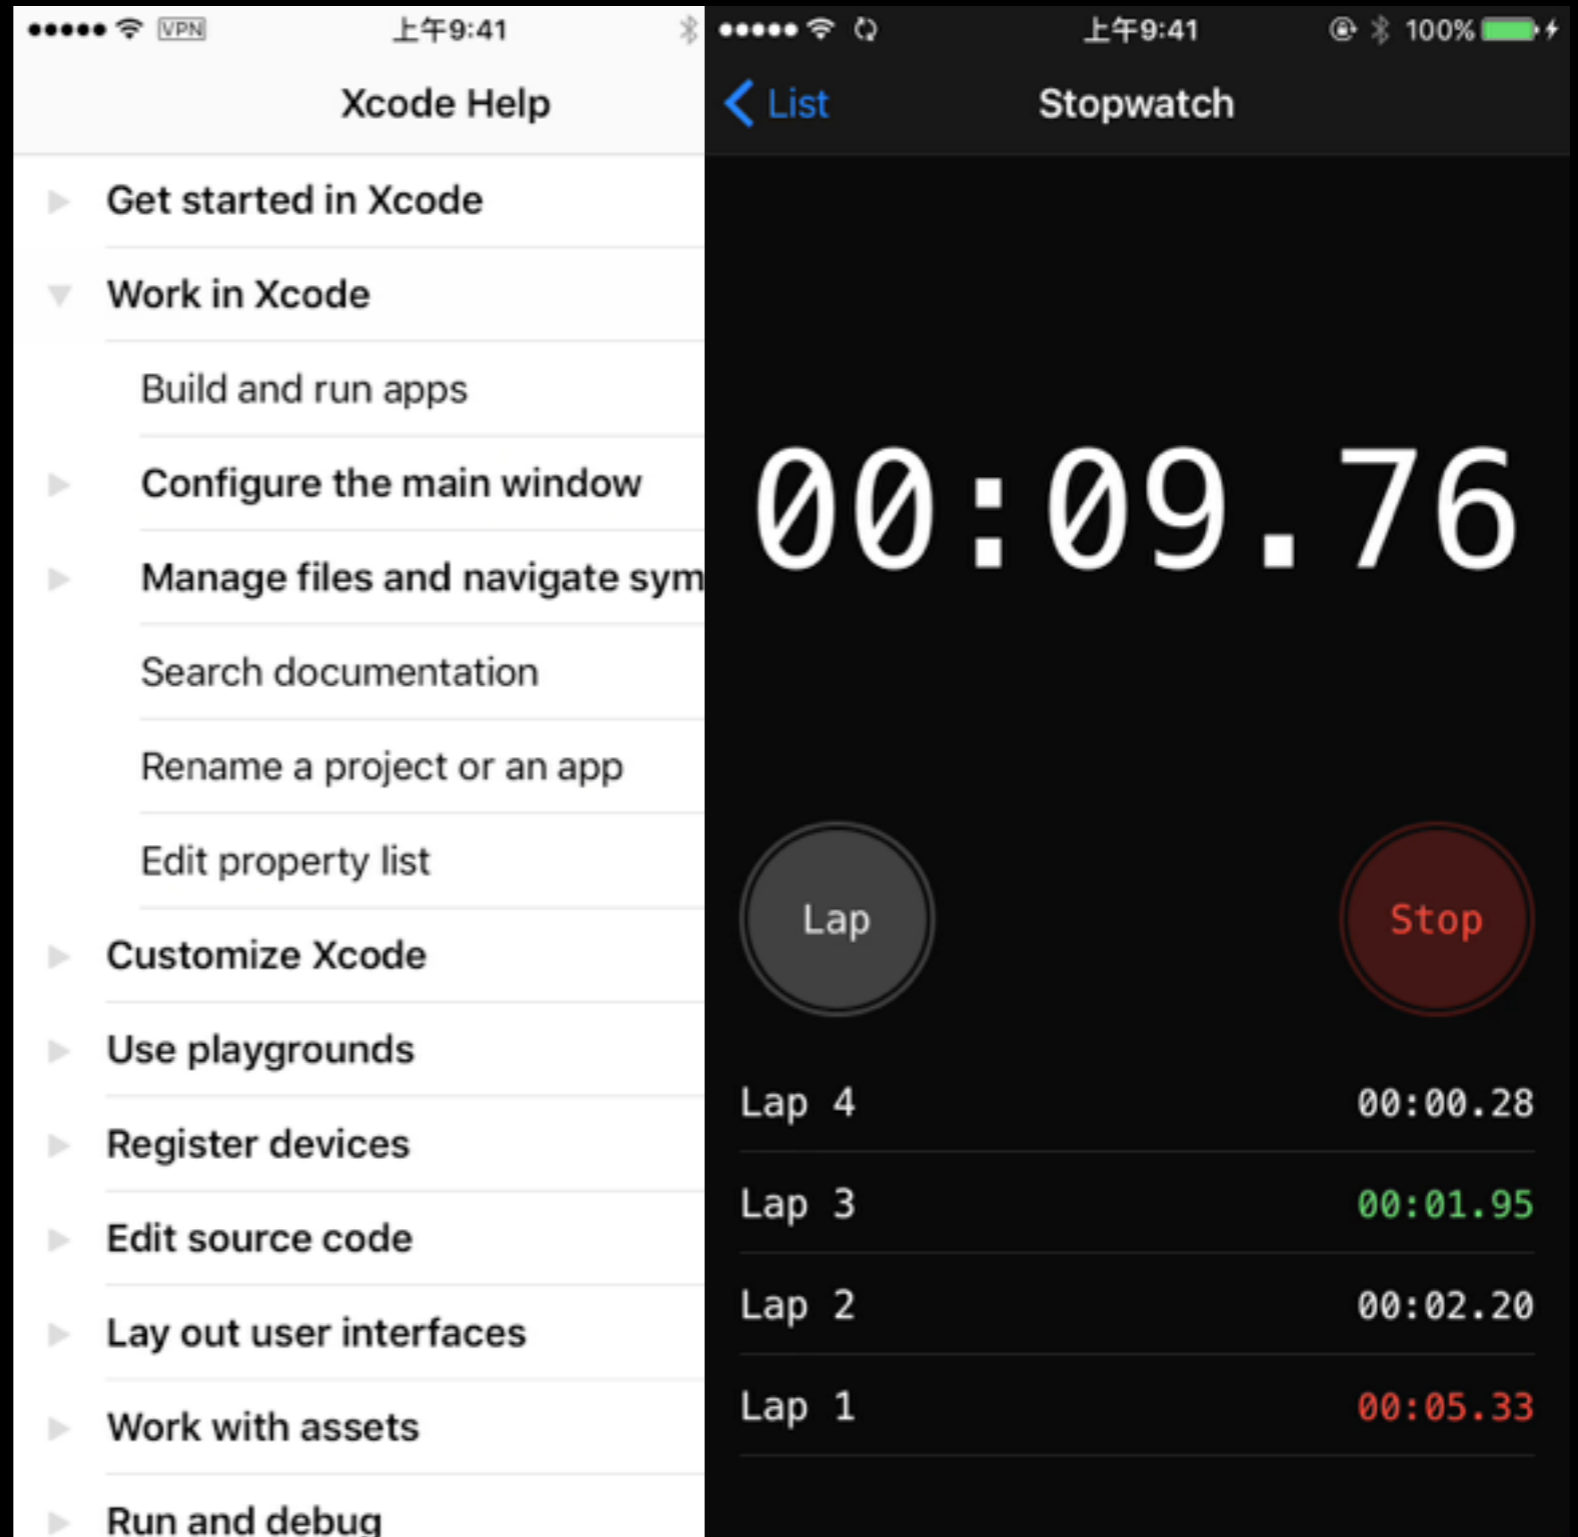 VPN
上午9:41
Xcode Help
Get started in Xcode
Work in Xcode
Build and run apps
Configure the main window
Manage files and navigate sym
Search documentation
Rename a project or an app
Edit property list
Customize Xcode
Use playgrounds
Register devices
Edit source code
Lay out user interfaces
Work with assets
Run and debug
上午9:41
100%
List
Stopwatch
00:09.76
Lap
Stop
Lap 4 00:00.28
Lap 3 00:01.95
Lap 2 00:02.20
Lap 1 00:05.33